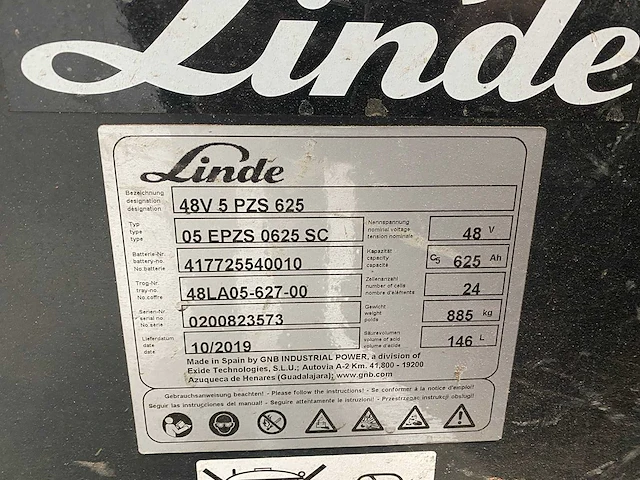 Linde
Linde
Bezeichnung
designation
désignation
48V 5 PZS 625
Typ
type
type
05 EPZS 0625 SC
Nennspannung
nominal voltage
tension nominale
48 V
Batterie-Nr.
battery-no.
No.batterie
417725540010
Kapazität
capacity
capacité
C5 625 Ah
Trog-Nr.
tray-no.
No.coffre
48LA05-627-00
Zellenanzahl
number of cells
nombre d'eléments
24
Serien-Nr.
serial no.
No.série
0200823573
Gewicht
weight
poids
885 kg
Lieferdatum
date
date
10/2019
Säurevolumen
volume of acid
volume d'acide
146 L
Made in Spain by GNB INDUSTRIAL POWER, a division of
Exide Technologies, S.L.U.; Autovia A-2 Km. 41,800 - 19200
Azuqueca de Henares (Guadalajara); www.gnb.com
Gebrauchsanweisung beachten! - Please follow the instructions! - Se conformer à la notice d'emploi!
Seguir las instrucciones del manual! - Seguire attentamente le istruzioni! - Przestrzegac instrukcji obslugi!